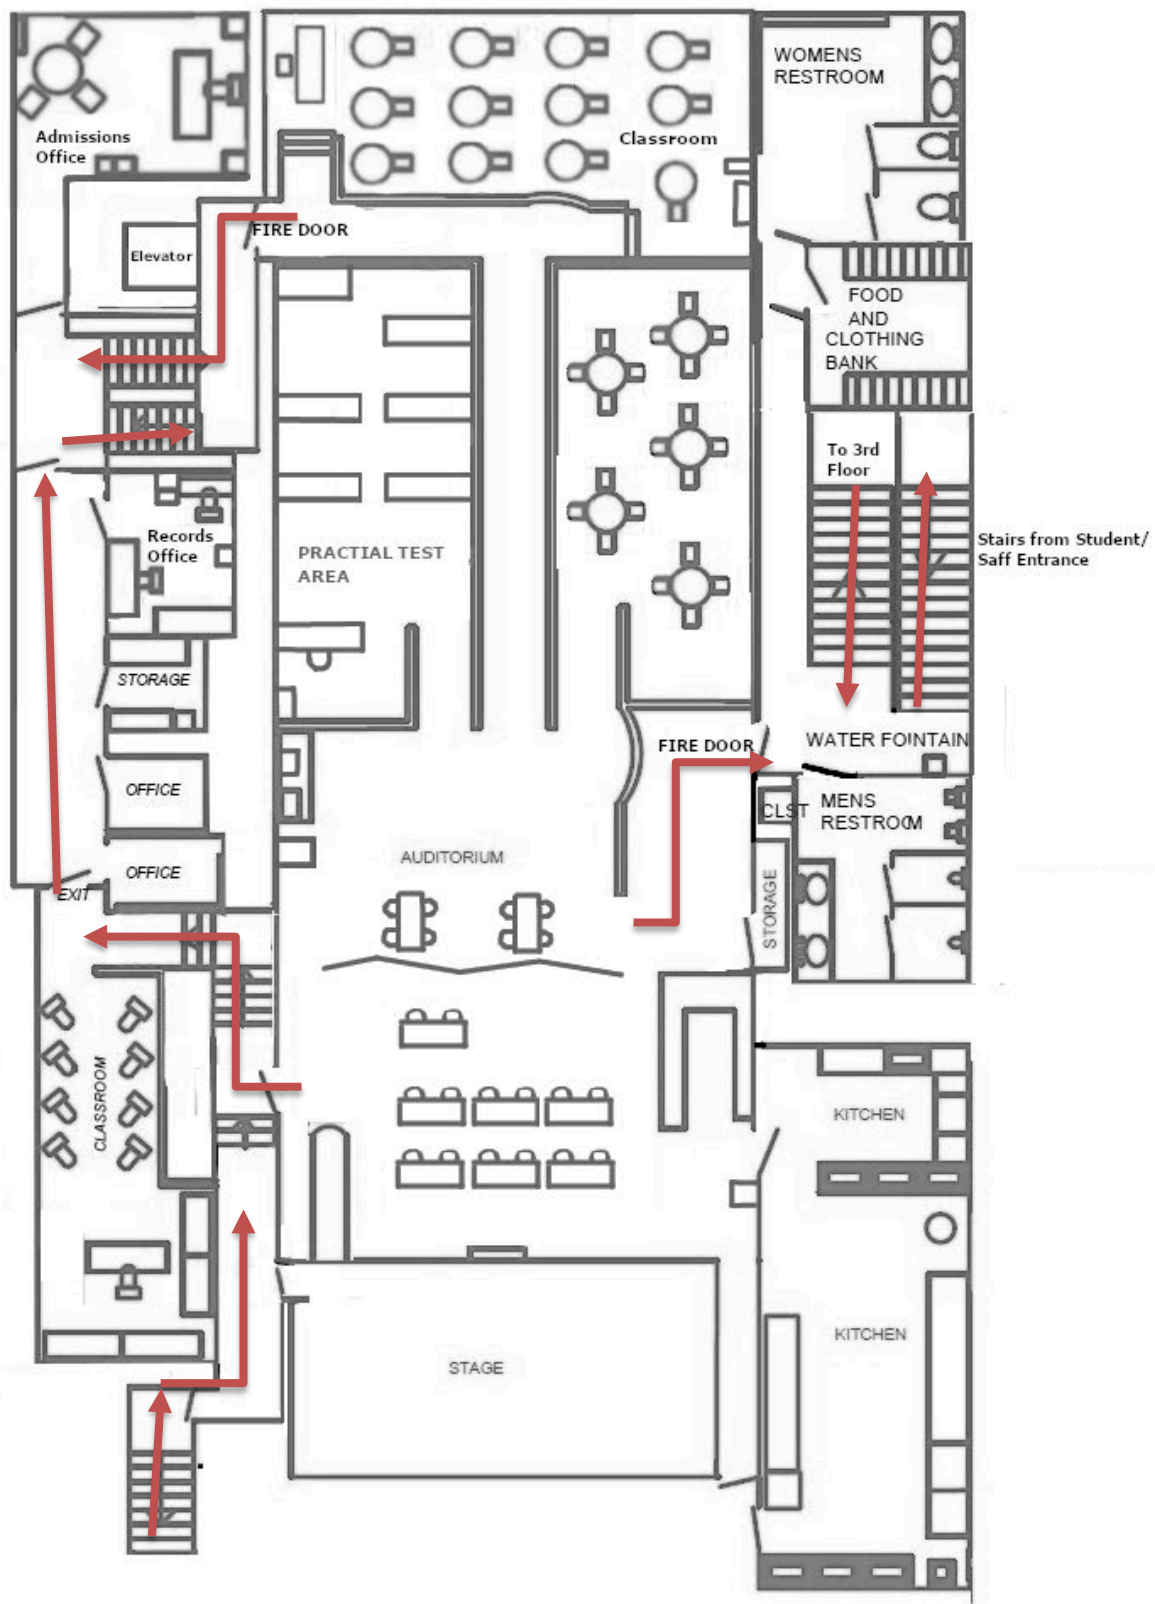 WOMENS
RESTROOM
Admissions
Office
Classroom
FIRE DOOR
Elevator
FOOD
AND
CLOTHING
BANK
To 3rd
Floor
Records
Office
PRACTIAL TEST
AREA
Stairs from Student/
Saff Entrance
STORAGE
FIRE DOOR
WATER FOINTAIN
OFFICE
CLST
MENS
RESTROOM
AUDITORIUM
OFFICE
EXIT
STORAGE
CLASSROOM
KITCHEN
KITCHEN
STAGE